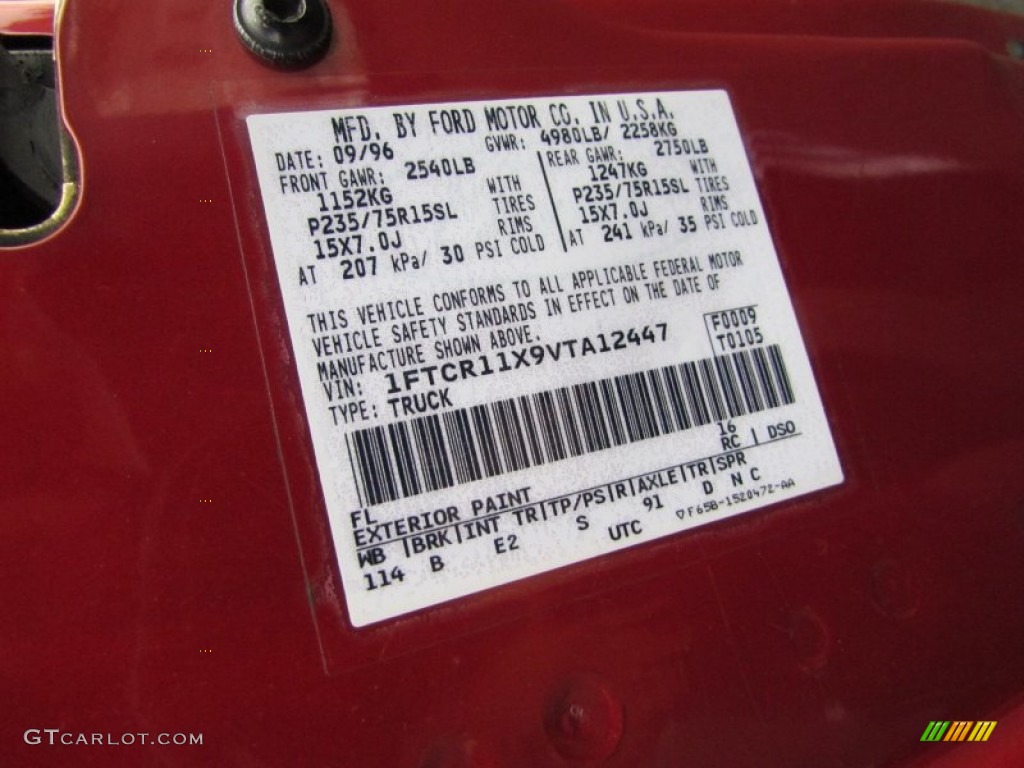 MFD. BY FORD MOTOR CO. IN U.S.A.
DATE: 09/96 GVWR: 4980LB/ 2258KG
FRONT GAWR: 2540LB
1152KG WITH
P235/75R15SL TIRES
15X7.0J RIMS
AT 207 kPa/ 30 PSI COLD
REAR GAWR: 2750LB
1247KG WITH
P235/75R15SL TIRES
15X7.0J RIMS
AT 241 kPa/ 35 PSI COLD
THIS VEHICLE CONFORMS TO ALL APPLICABLE FEDERAL MOTOR
VEHICLE SAFETY STANDARDS IN EFFECT ON THE DATE OF
MANUFACTURE SHOWN ABOVE.
VIN: 1FTCR11X9VTA12447
TYPE: TRUCK
F0009
T0105
FL 16
EXTERIOR PAINT RC | DSO
WB |BRK|INT TR|TP/PS|R|AXLE|TR|SPR
114 B E2 S 91 D N C
UTC ▽F65B-1520472-AA
GTCARLOT.COM